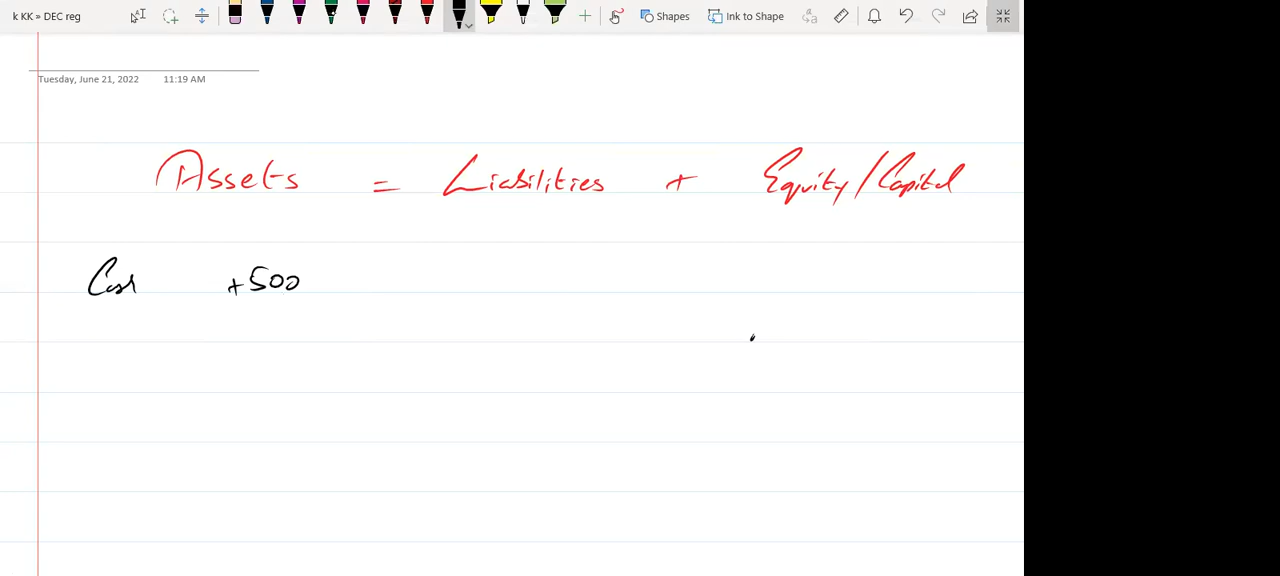 k KK » DEC reg
Shapes
Ink to Shape
Tuesday, June 21, 2022 11:19 AM
Assets = Liabilities + Equity/Capital
Cash +500